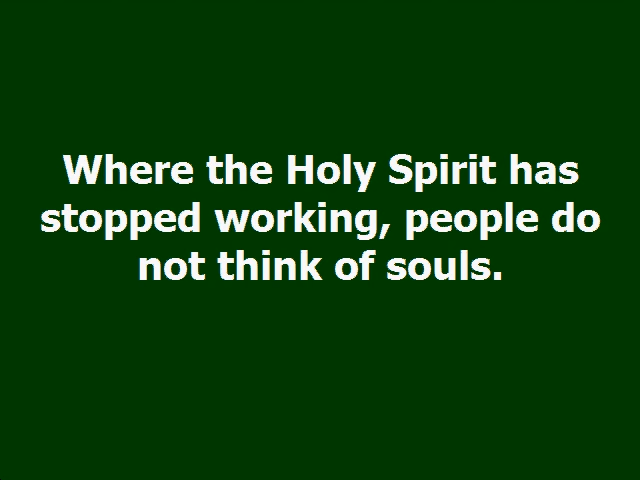 Where the Holy Spirit has
stopped working, people do
not think of souls.